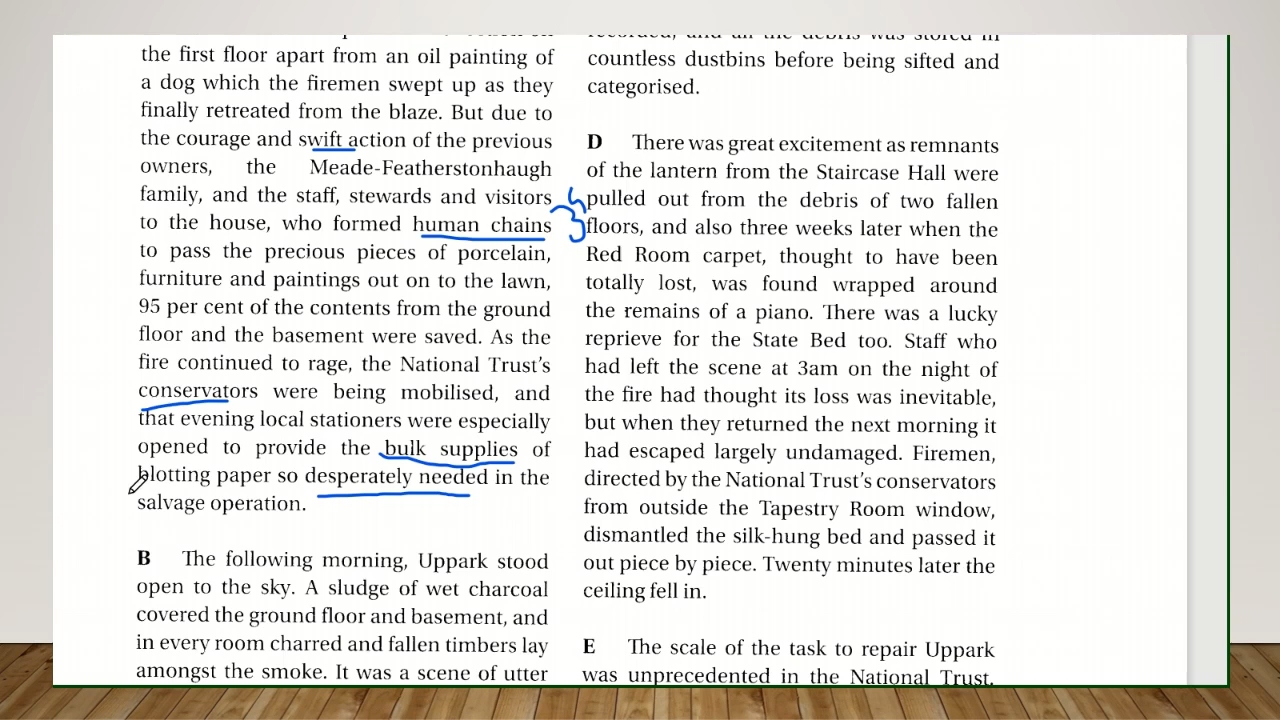 the first floor apart from an oil painting of
a dog which the firemen swept up as they
finally retreated from the blaze. But due to
the courage and swift action of the previous
owners, the Meade-Featherstonhaugh
family, and the staff, stewards and visitors
to the house, who formed human chains
to pass the precious pieces of porcelain,
furniture and paintings out on to the lawn,
95 per cent of the contents from the ground
floor and the basement were saved. As the
fire continued to rage, the National Trust's
conservators were being mobilised, and
that evening local stationers were especially
opened to provide the bulk supplies of
blotting paper so desperately needed in the
salvage operation.
B The following morning, Uppark stood
open to the sky. A sludge of wet charcoal
covered the ground floor and basement, and
in every room charred and fallen timbers lay
amongst the smoke. It was a scene of utter
recorded, and all the debris was stored in
countless dustbins before being sifted and
categorised.
D There was great excitement as remnants
of the lantern from the Staircase Hall were
pulled out from the debris of two fallen
floors, and also three weeks later when the
Red Room carpet, thought to have been
totally lost, was found wrapped around
the remains of a piano. There was a lucky
reprieve for the State Bed too. Staff who
had left the scene at 3am on the night of
the fire had thought its loss was inevitable,
but when they returned the next morning it
had escaped largely undamaged. Firemen,
directed by the National Trust's conservators
from outside the Tapestry Room window,
dismantled the silk-hung bed and passed it
out piece by piece. Twenty minutes later the
ceiling fell in.
E The scale of the task to repair Uppark
was unprecedented in the National Trust.